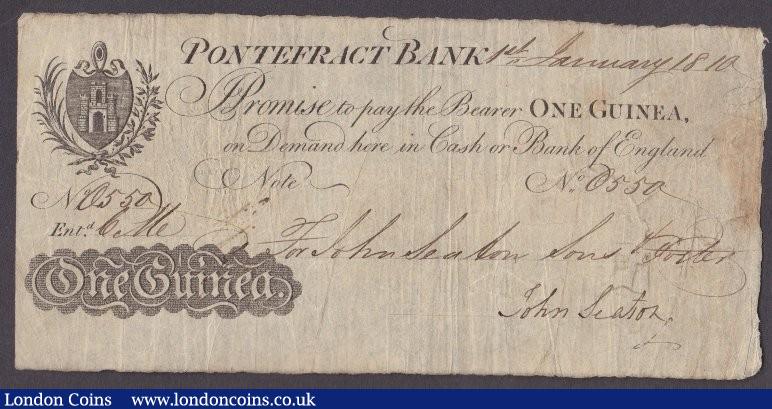 PONTEFRACT BANK 1st January 1810
I Promise to pay the Bearer ONE GUINEA,
on Demand here in Cash or Bank of England
Note No. 0550
No. 0550
Entd.
For John Seaton Sons & Foster
One Guinea.
John Seaton
London Coins www.londoncoins.co.uk